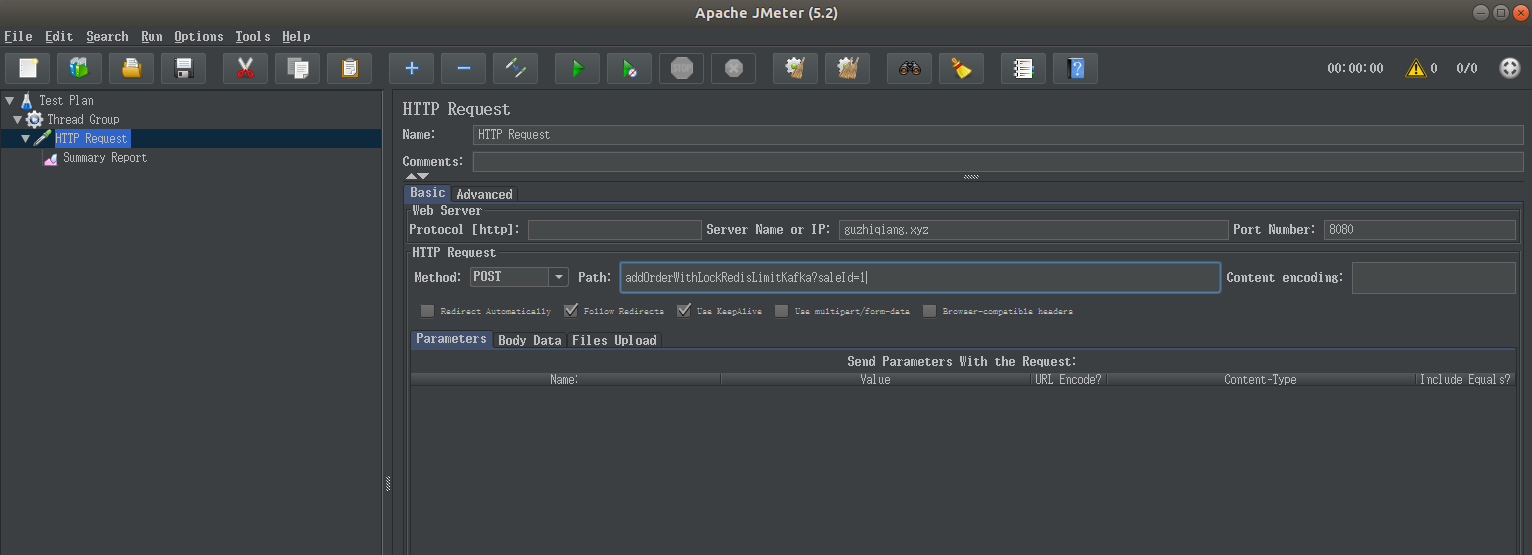 Apache JMeter (5.2)
File Edit Search Run Options Tools Help
STOP 00:00:00 0 0/0
Test Plan
Thread Group
HTTP Request
Summary Report
HTTP Request
Name: HTTP Request
Comments:
Basic Advanced
Web Server
Protocol [http]: Server Name or IP: guzhiqiang.xyz Port Number: 8080
HTTP Request
Method: POST Path: addOrderWithLockRedisLimitKafka?saleId=1 Content encoding:
Redirect Automatically Follow Redirects Use KeepAlive Use multipart/form-data Browser-compatible headers
Parameters Body Data Files Upload
Send Parameters With the Request:
Name: Value URL Encode? Content-Type Include Equals?